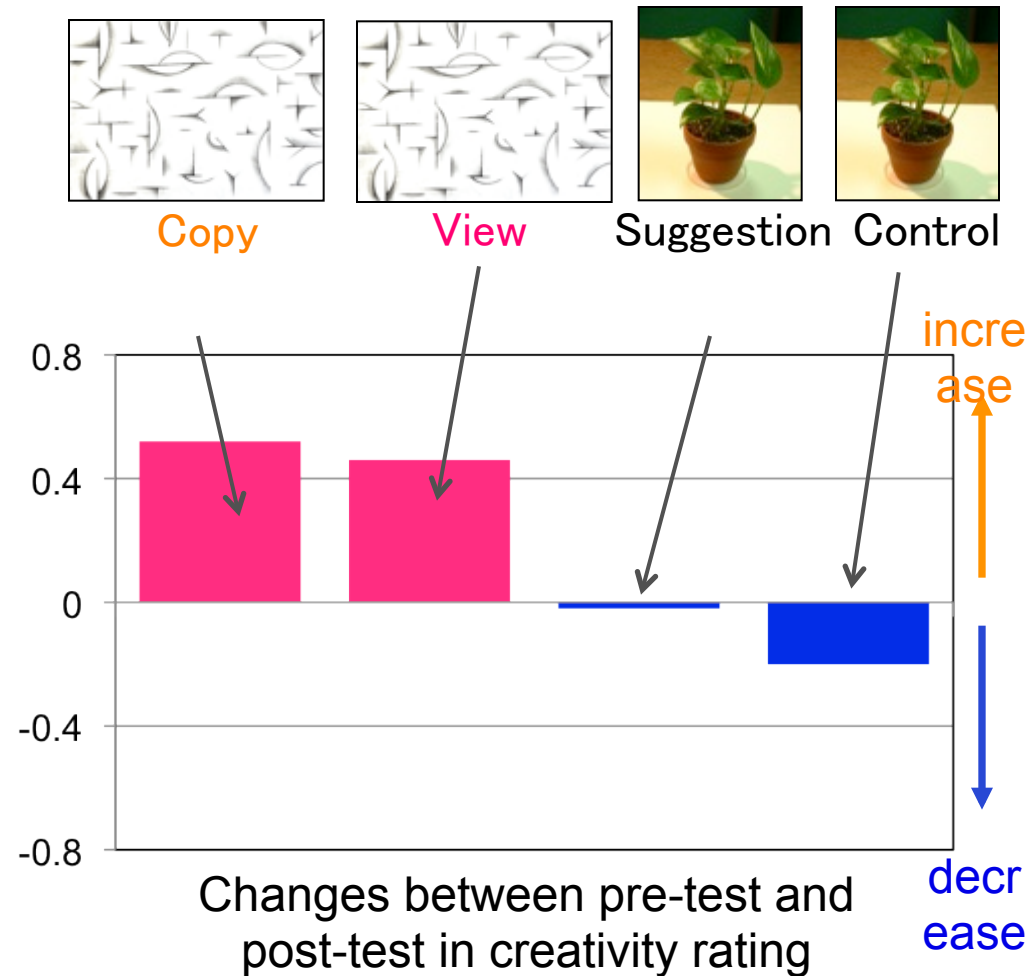 Copy
View
Suggestion
Control
incre
ase
0.8
0.4
0
-0.4
-0.8
decr
ease
Changes between pre-test and
post-test in creativity rating